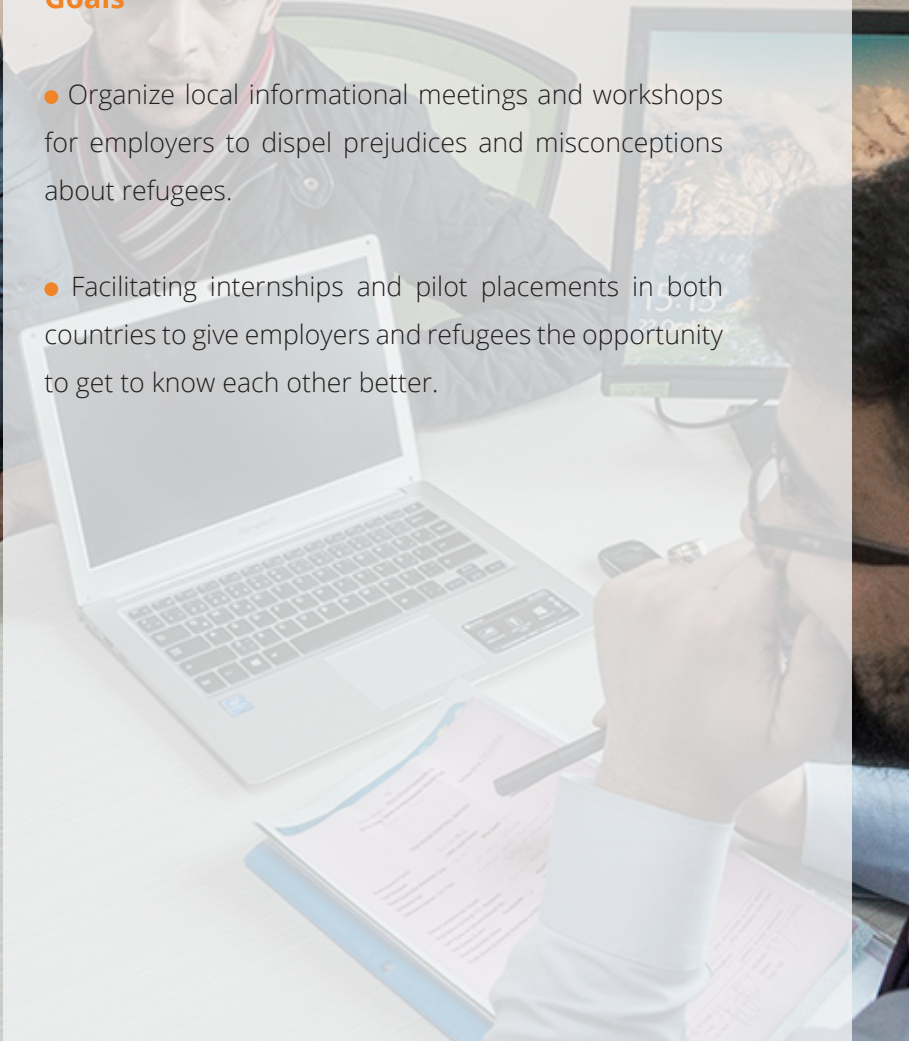 Goals
● Organize local informational meetings and workshops
for employers to dispel prejudices and misconceptions
about refugees.
● Facilitating internships and pilot placements in both
countries to give employers and refugees the opportunity
to get to know each other better.
15:15